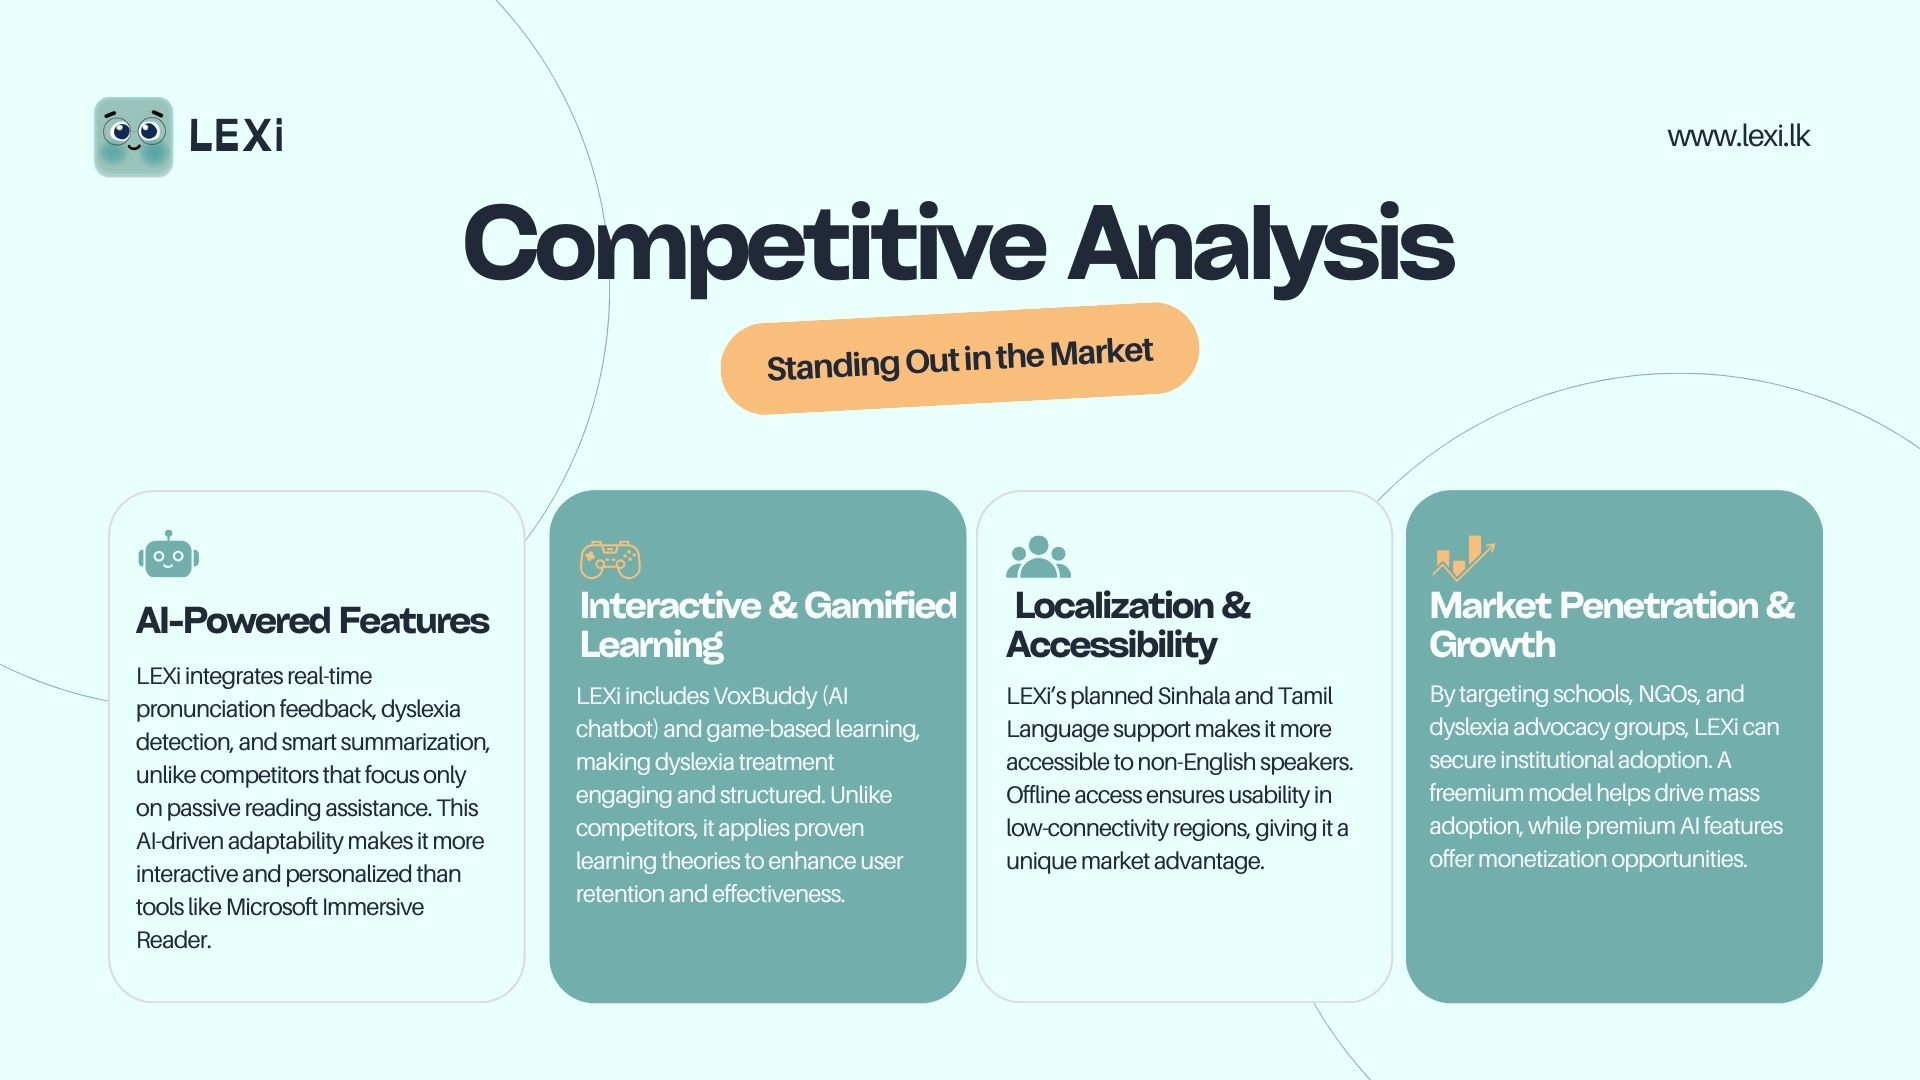 LEXi
www.lexi.lk
Competitive Analysis
Standing Out in the Market
AI-Powered Features
LEXi integrates real-time
pronunciation feedback, dyslexia
detection, and smart summarization,
unlike competitors that focus only
on passive reading assistance. This
AI-driven adaptability makes it more
interactive and personalized than
tools like Microsoft Immersive
Reader.
Interactive & Gamified
Learning
LEXi includes VoxBuddy (AI
chatbot) and game-based learning,
making dyslexia treatment
engaging and structured. Unlike
competitors, it applies proven
learning theories to enhance user
retention and effectiveness.
Localization &
Accessibility
LEXi’s planned Sinhala and Tamil
Language support makes it more
accessible to non-English speakers.
Offline access ensures usability in
low-connectivity regions, giving it a
unique market advantage.
Market Penetration &
Growth
By targeting schools, NGOs, and
dyslexia advocacy groups, LEXi can
secure institutional adoption. A
freemium model helps drive mass
adoption, while premium AI features
offer monetization opportunities.